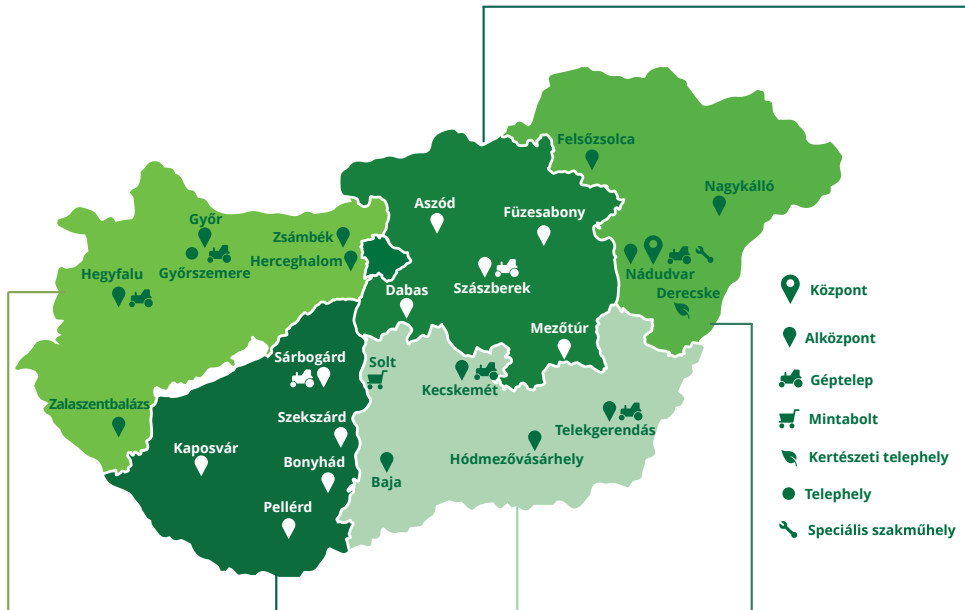 Felsőzsolca
Nagykálló
Aszód
Füzesabony
Győr
Zsámbék
Herceghalom
Győrszemere
Hegyfalu
Nádudvar
Derecske
Szászberek
Dabas
Mezőtúr
Sárbogárd
Solt
Kecskemét
Zalaszentbalázs
Szekszárd
Telekgerendás
Kaposvár
Bonyhád
Hódmezővásárhely
Baja
Pellérd
Központ
Alközpont
Géptelep
Mintabolt
Kertészeti telephely
Telephely
Speciális szakműhely